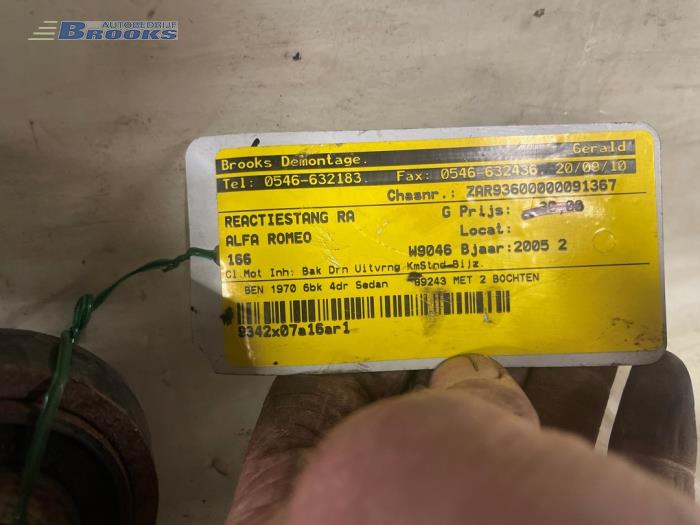 AUTOBEDRIJF
BROOKS
Brooks Demontage. Gerald
Tel: 0546-632183. Fax: 0546-632436. 20/09/10
Chasnr.: ZAR93600000091367
REACTIESTANG RA G Prijs: 30,00
ALFA ROMEO Locat:
166 W9046 Bjaar:2005 2
Cl.Mot Inh: Bak Drn Uitvrng KmStnd Bijz.
BEN 1970 6bk 4dr Sedan 89243 MET 2 BOCHTEN
9342x07a16ar1